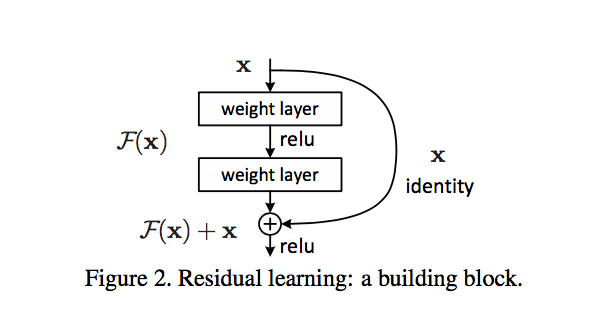 x
weight layer
relu
F(x)
weight layer
x
identity
F(x) + x
relu
Figure 2. Residual learning: a building block.